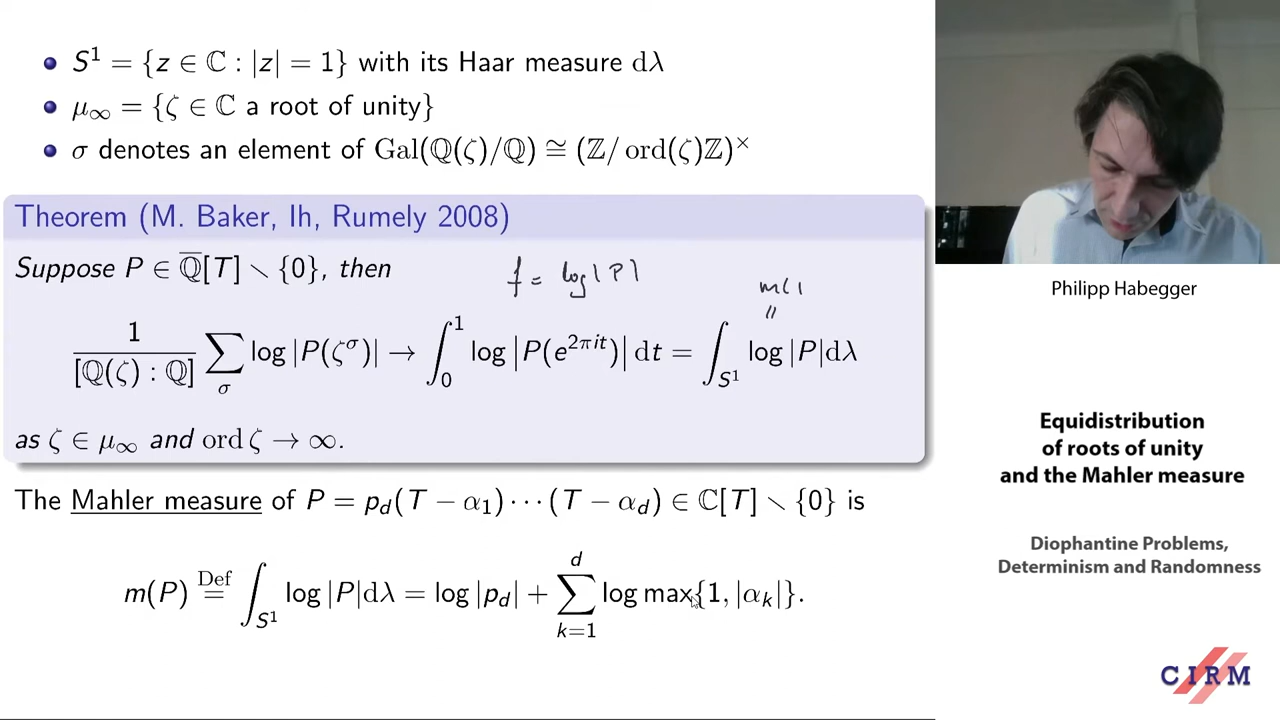 S¹ = {z ∈ ℂ : |z| = 1} with its Haar measure dλ
μ∞ = {ζ ∈ ℂ a root of unity}
σ denotes an element of Gal(ℚ(ζ)/ℚ) ≅ (ℤ/ ord(ζ)ℤ)×
Theorem (M. Baker, Ih, Rumely 2008)
Suppose P ∈ ℚ̅[T] ∖ {0}, then
f = log|P|
m(
=
1/[ℚ(ζ) : ℚ] ∑_σ log |P(ζ^σ)| → ∫₀¹ log |P(e^{2πit})| dt = ∫_{S¹} log |P|dλ
as ζ ∈ μ∞ and ord ζ → ∞.
The Mahler measure of P = p_d(T − α₁) ⋯ (T − α_d) ∈ ℂ[T] ∖ {0} is
m(P) =^{Def} ∫_{S¹} log |P|dλ = log |p_d| + ∑_{k=1}^{d} log max{1, |α_k|}.
Philipp Habegger
Equidistribution
of roots of unity
and the Mahler measure
Diophantine Problems,
Determinism and Randomness
CIRM